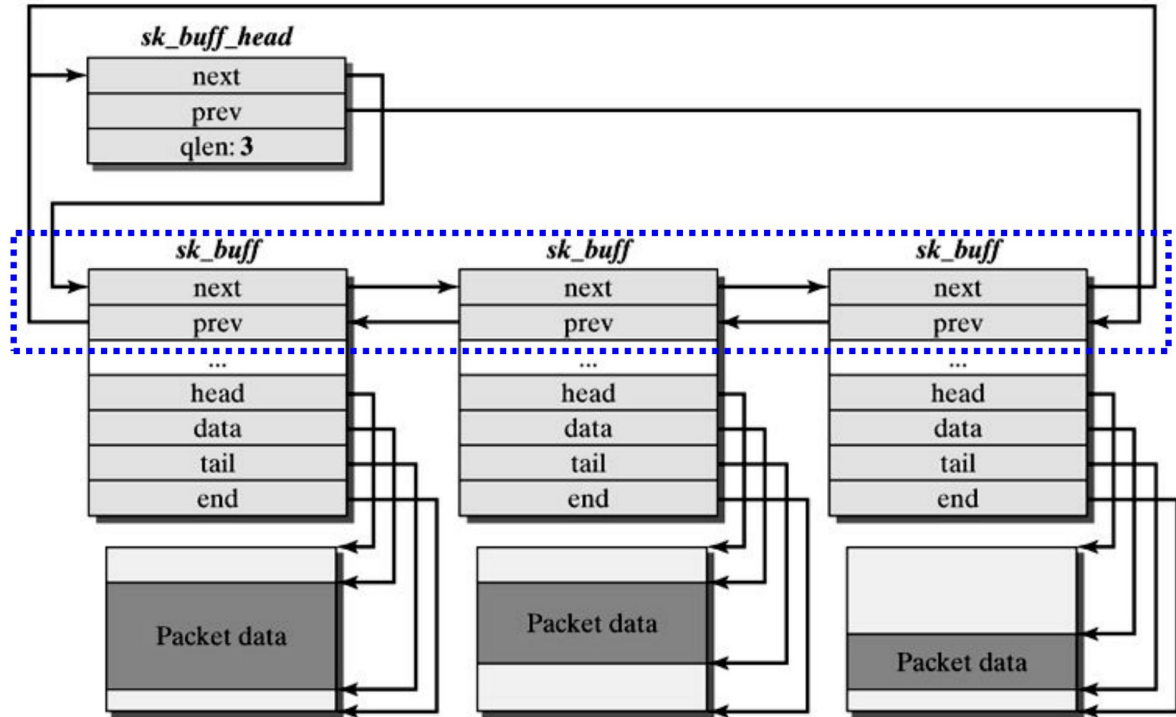 sk_buff_head
next
prev
qlen: 3
sk_buff sk_buff sk_buff
next next next
prev prev prev
... ... ...
head head head
data data data
tail tail tail
end end end
Packet data Packet data Packet data